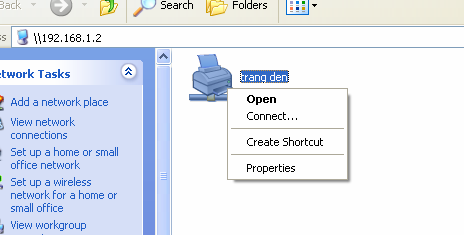 Search Folders
ss \\192.168.1.2
etwork Tasks
Add a network place
View network
connections
Set up a home or small
office network
Set up a wireless
network for a home or
small office
View workgroup
trang den
Open
Connect...
Create Shortcut
Properties